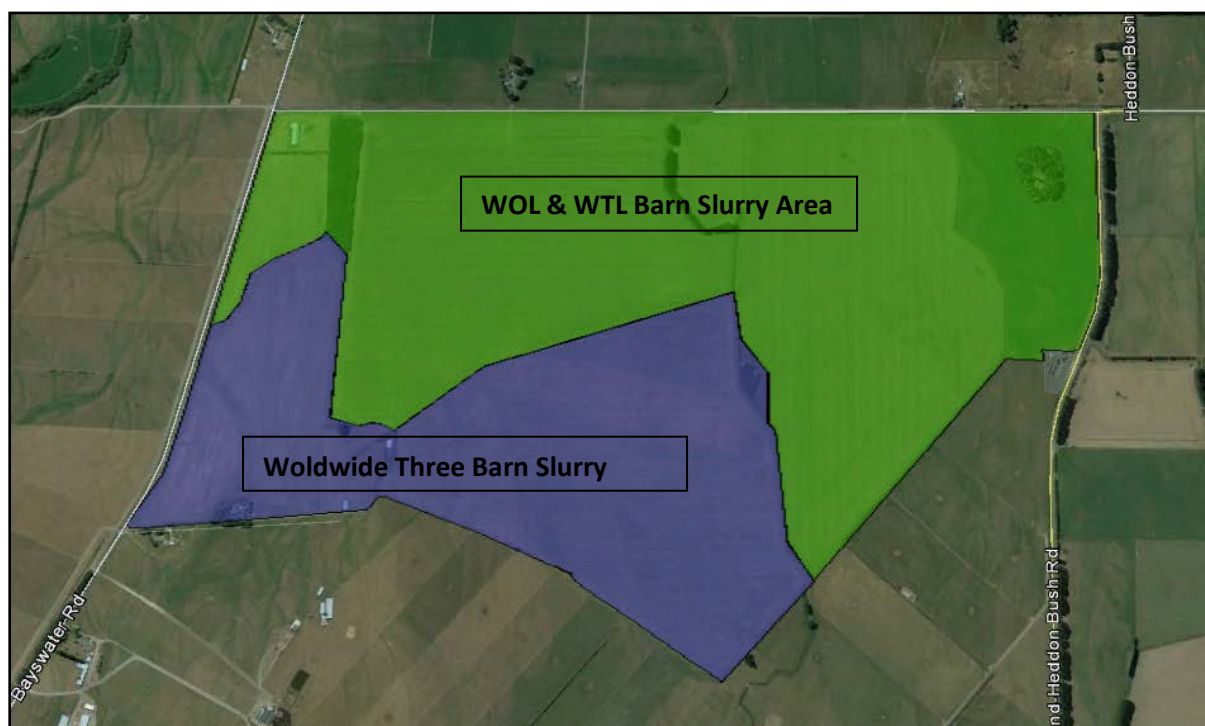 Heddon Bush
WOL & WTL Barn Slurry Area
Woldwide Three Barn Slurry
Bayswater Rd
nd Heddon Bush Rd